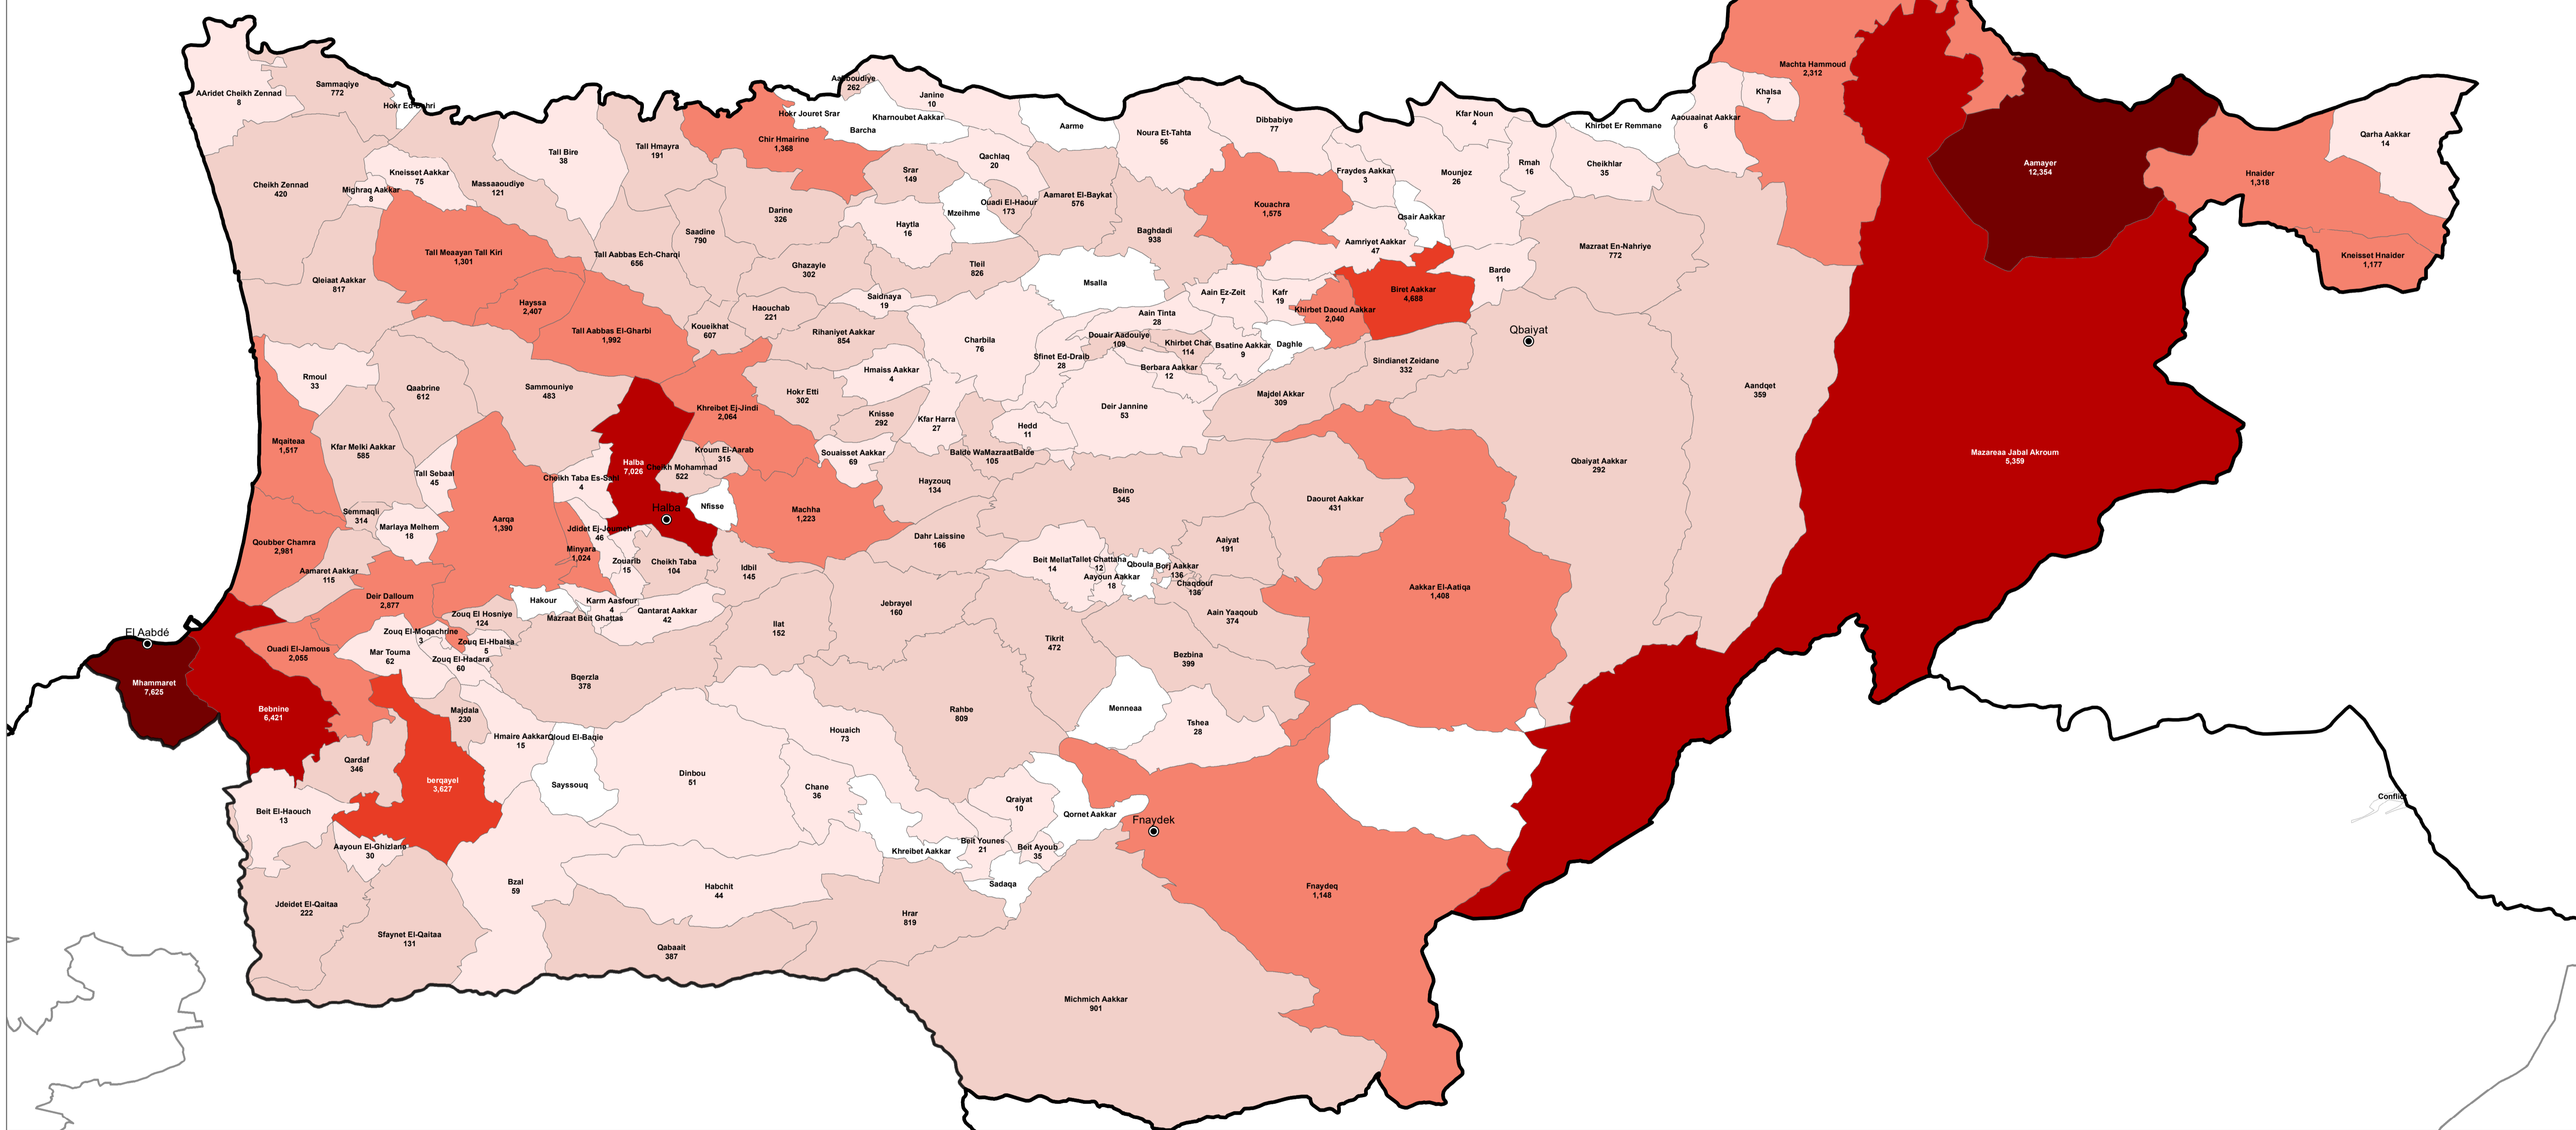 AAridet Cheikh Zennad
8
Sammaqiye
772
Hokr Ed-Dahri
Cheikh Zennad
420
Kneisset Aakkar
75
Mighraq Aakkar
8
Massaaoudiye
121
Tall Bire
38
Tall Hmayra
191
Chir Hmairine
1,368
Hokr Jouret Srar
Aabboudiye
262
Barcha
Kharnoubet Aakkar
Janine
10
Aarme
Noura Et-Tahta
56
Dibbabiye
77
Kfar Noun
4
Khirbet Er Remmane
Aaouaainat Aakkar
6
Khalsa
7
Machta Hammoud
2,312
Aamayer
12,354
Hnaider
1,318
Qarha Aakkar
14
Kneisset Hnaider
1,177
Srar
149
Qachlaq
20
Mzeihme
Ouadi El-Haour
173
Aamaret El-Baykat
576
Fraydes Aakkar
3
Mounjez
26
Rmah
16
Cheikhlar
35
Kouachra
1,575
Qsair Aakkar
Aamriyet Aakkar
47
Mazraat En-Nahriye
772
Barde
11
Biret Aakkar
4,688
Khirbet Daoud Aakkar
2,040
Kafr
19
Aain Ez-Zeit
7
Msalla
Baghdadi
938
Tleil
826
Haytla
16
Darine
326
Saadine
790
Tall Aabbas Ech-Charqi
656
Ghazayle
302
Saidnaya
19
Haouchab
221
Koueikhat
607
Rihaniyet Aakkar
854
Charbila
76
Aain Tinta
28
Douair Aadouiye
109
Khirbet Char
114
Bsatine Aakkar
9
Daghle
Sfinet Ed-Draib
28
Berbara Aakkar
12
Sindianet Zeidane
332
Qbaiyat
Majdel Akkar
309
Deir Jannine
53
Hedd
11
Hmaiss Aakkar
4
Hokr Etti
302
Knisse
292
Kfar Harra
27
Balde WaMazraatBalde
105
Souaisset Aakkar
69
Tall Meaayan Tall Kiri
1,301
Hayssa
2,407
Tall Aabbas El-Gharbi
1,992
Qleiaat Aakkar
817
Rmoul
33
Qaabrine
612
Sammouniye
483
Khreibet Ej-Jindi
2,064
Kroum El-Aarab
315
Halba
7,026
Cheikh Mohammad
522
Halba
Nfisse
Machha
1,223
Hayzouq
134
Beino
345
Daouret Aakkar
431
Qbaiyat Aakkar
292
Aandqet
359
Mazareaa Jabal Akroum
5,359
Mqaiteaa
1,517
Kfar Melki Aakkar
585
Tall Sebaal
45
Semmaqli
314
Marlaya Melhem
18
Aarqa
1,390
Cheikh Taba Es-Sahl
4
Jdidet Ej-Joumeh
46
Minyara
1,024
Zouarib
15
Cheikh Taba
104
Idbil
145
Dahr Laissine
166
Aaiyat
191
Beit Mellat
14
Tallet Chattaha
12
Aayoun Aakkar
18
Qboula
Borj Aakkar
136
Chaqdouf
136
Aakkar El-Aatiqa
1,408
Qoubber Chamra
2,981
Aamaret Aakkar
115
Deir Dalloum
2,877
Hakour
Karm Aasfour
4
Qantarat Aakkar
42
Mazraat Beit Ghattas
Zouq El Hosniye
124
Zouq El-Moqachrine
3
Zouq El-Hbalsa
5
Zouq El-Hadara
60
Mar Touma
62
Ouadi El-Jamous
2,055
Ilat
152
Jebrayel
160
Tikrit
472
Aain Yaaqoub
374
Bezbina
399
El Aabdé
Mhammaret
7,625
Bebnine
6,421
Majdala
230
Bqerzla
378
Menneaa
Tshea
28
Rahbe
809
Houaich
73
Hmaire Aakkar
15
Qloud El-Baqie
Sayssouq
Dinbou
51
Chane
36
Qardaf
346
berqayel
3,627
Beit El-Haouch
13
Aayoun El-Ghizlane
30
Qraiyat
10
Qornet Aakkar
Fnaydek
Conflict
Khreibet Aakkar
Beit Younes
21
Beit Ayoub
35
Sadaqa
Bzal
59
Habchit
44
Fnaydeq
1,148
Jdeidet El-Qaitaa
222
Sfaynet El-Qaitaa
131
Hrar
819
Qabaait
387
Michmich Aakkar
901